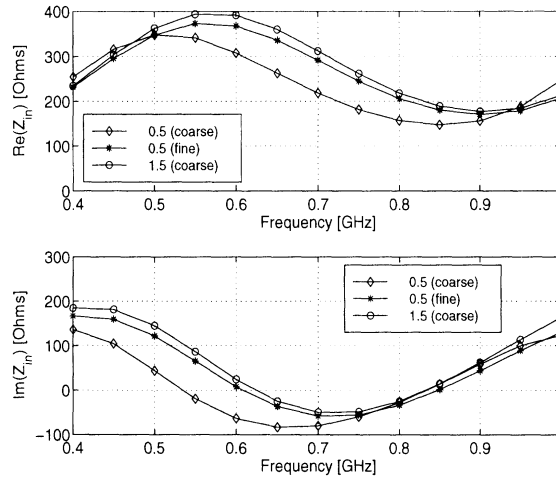 400
300
200
100
0
Re(Z_in) [Ohms]
0.5 (coarse)
0.5 (fine)
1.5 (coarse)
0.4 0.5 0.6 0.7 0.8 0.9
Frequency [GHz]
300
200
100
0
−100
Im(Z_in) [Ohms]
0.5 (coarse)
0.5 (fine)
1.5 (coarse)
0.4 0.5 0.6 0.7 0.8 0.9
Frequency [GHz]